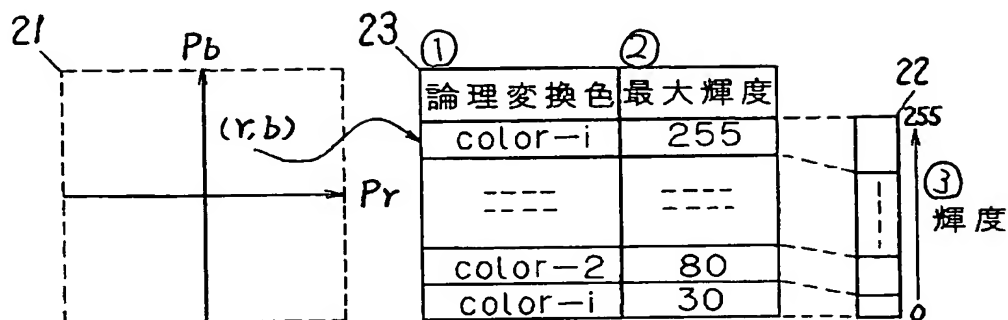 21
Pb
(r,b)
Pr
23
① ②
論理変換色 最大輝度
color-i 255
color-2 80
color-i 30
22
255
③
輝度
0